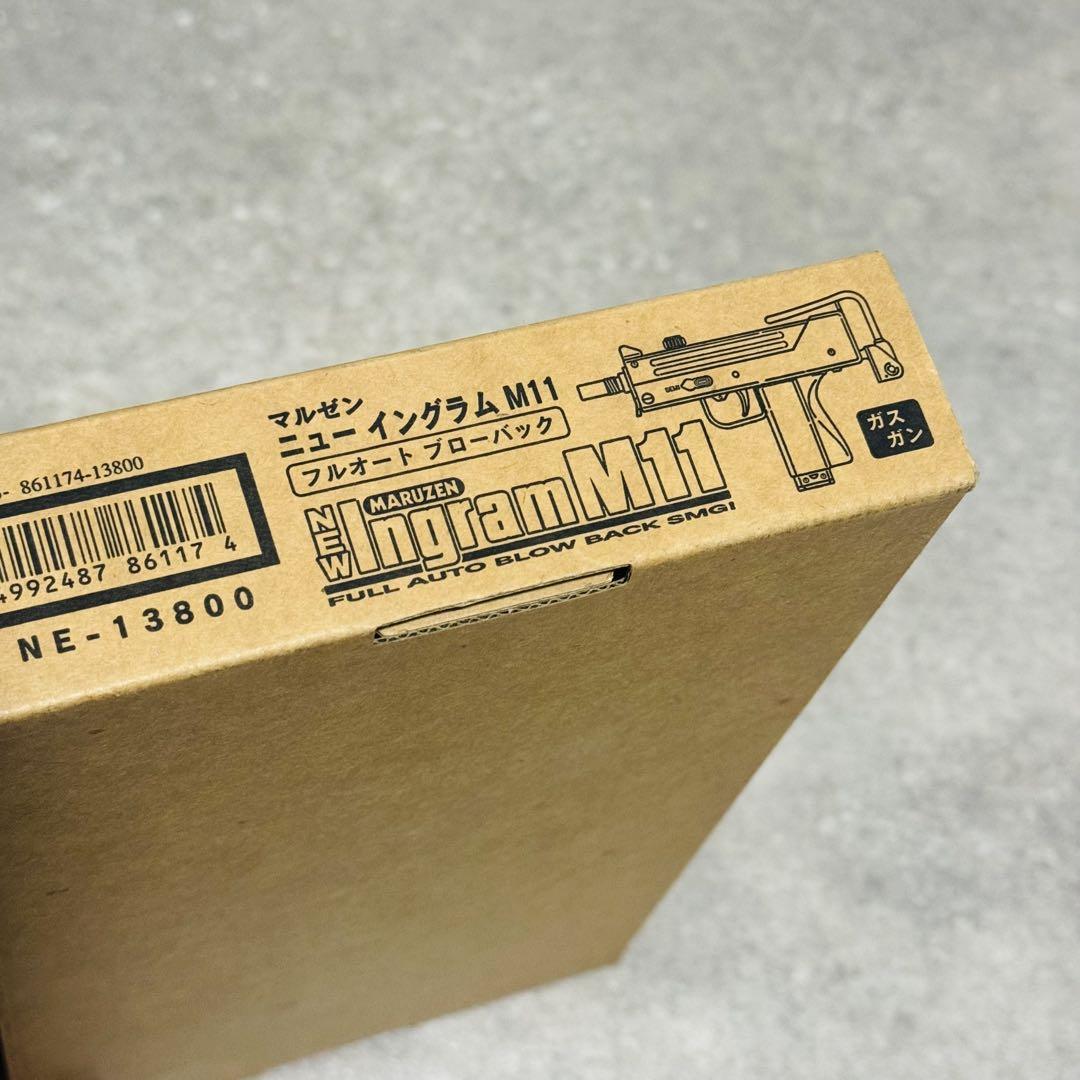 861174-13800
4992487 86117 4
NE-13800
マルゼン
ニューイングラム M11
フルオート ブローバック
NEW
MARUZEN
Ingram M11
FULL AUTO BLOW BACK SMG!
SEMI
ガス
ガン